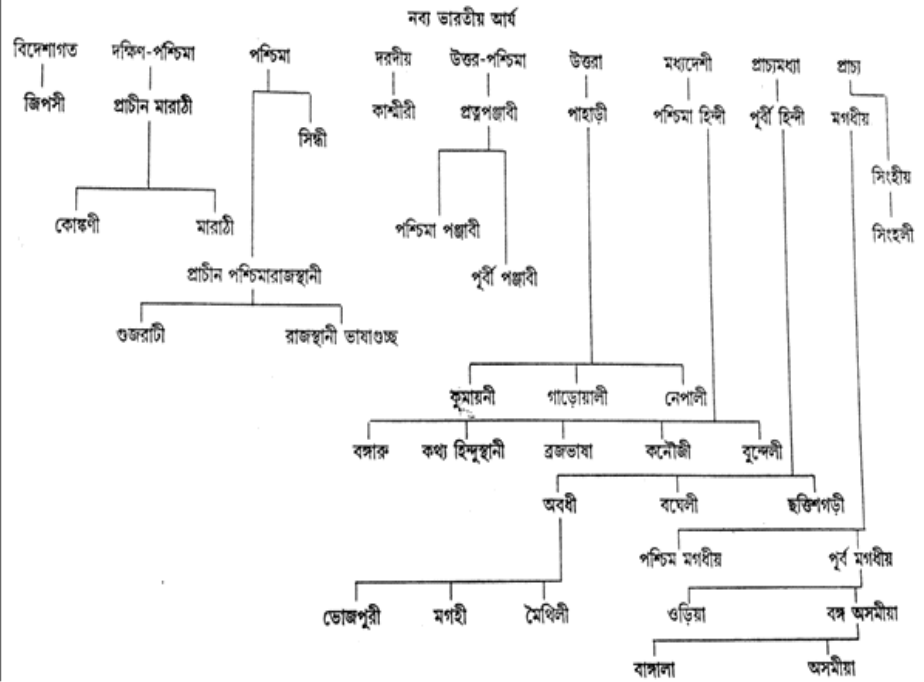 নব্য ভারতীয় আর্য
বিদেশাগত দক্ষিণ-পশ্চিমা পশ্চিমা দরদীয় উত্তর-পশ্চিমা উত্তরা মধ্যদেশী প্রাচ্যমধ্যা প্রাচ্য
জিপসী প্রাচীন মারাঠী কাশ্মীরী প্রত্নপঞ্জাবী পাহাড়ী পশ্চিমা হিন্দী পূর্বী হিন্দী মগধীয়
সিন্ধী
সিংহীয়
কোঙ্কণী মারাঠী পশ্চিমা পঞ্জাবী সিংহলী
প্রাচীন পশ্চিমারাজস্থানী পূর্বী পঞ্জাবী
গুজরাটী রাজস্থানী ভাষাগুচ্ছ
কুমায়নী গাড়োয়ালী নেপালী
বঙ্গারু কথ্য হিন্দুস্থানী ব্রজভাষা কনৌজী বুন্দেলী
অবধী বঘেলী ছত্তিশগড়ী
পশ্চিম মগধীয় পূর্ব মগধীয়
ভোজপুরী মগহী মৈথিলী ওড়িয়া বঙ্গ অসমীয়া
বাঙ্গালা অসমীয়া